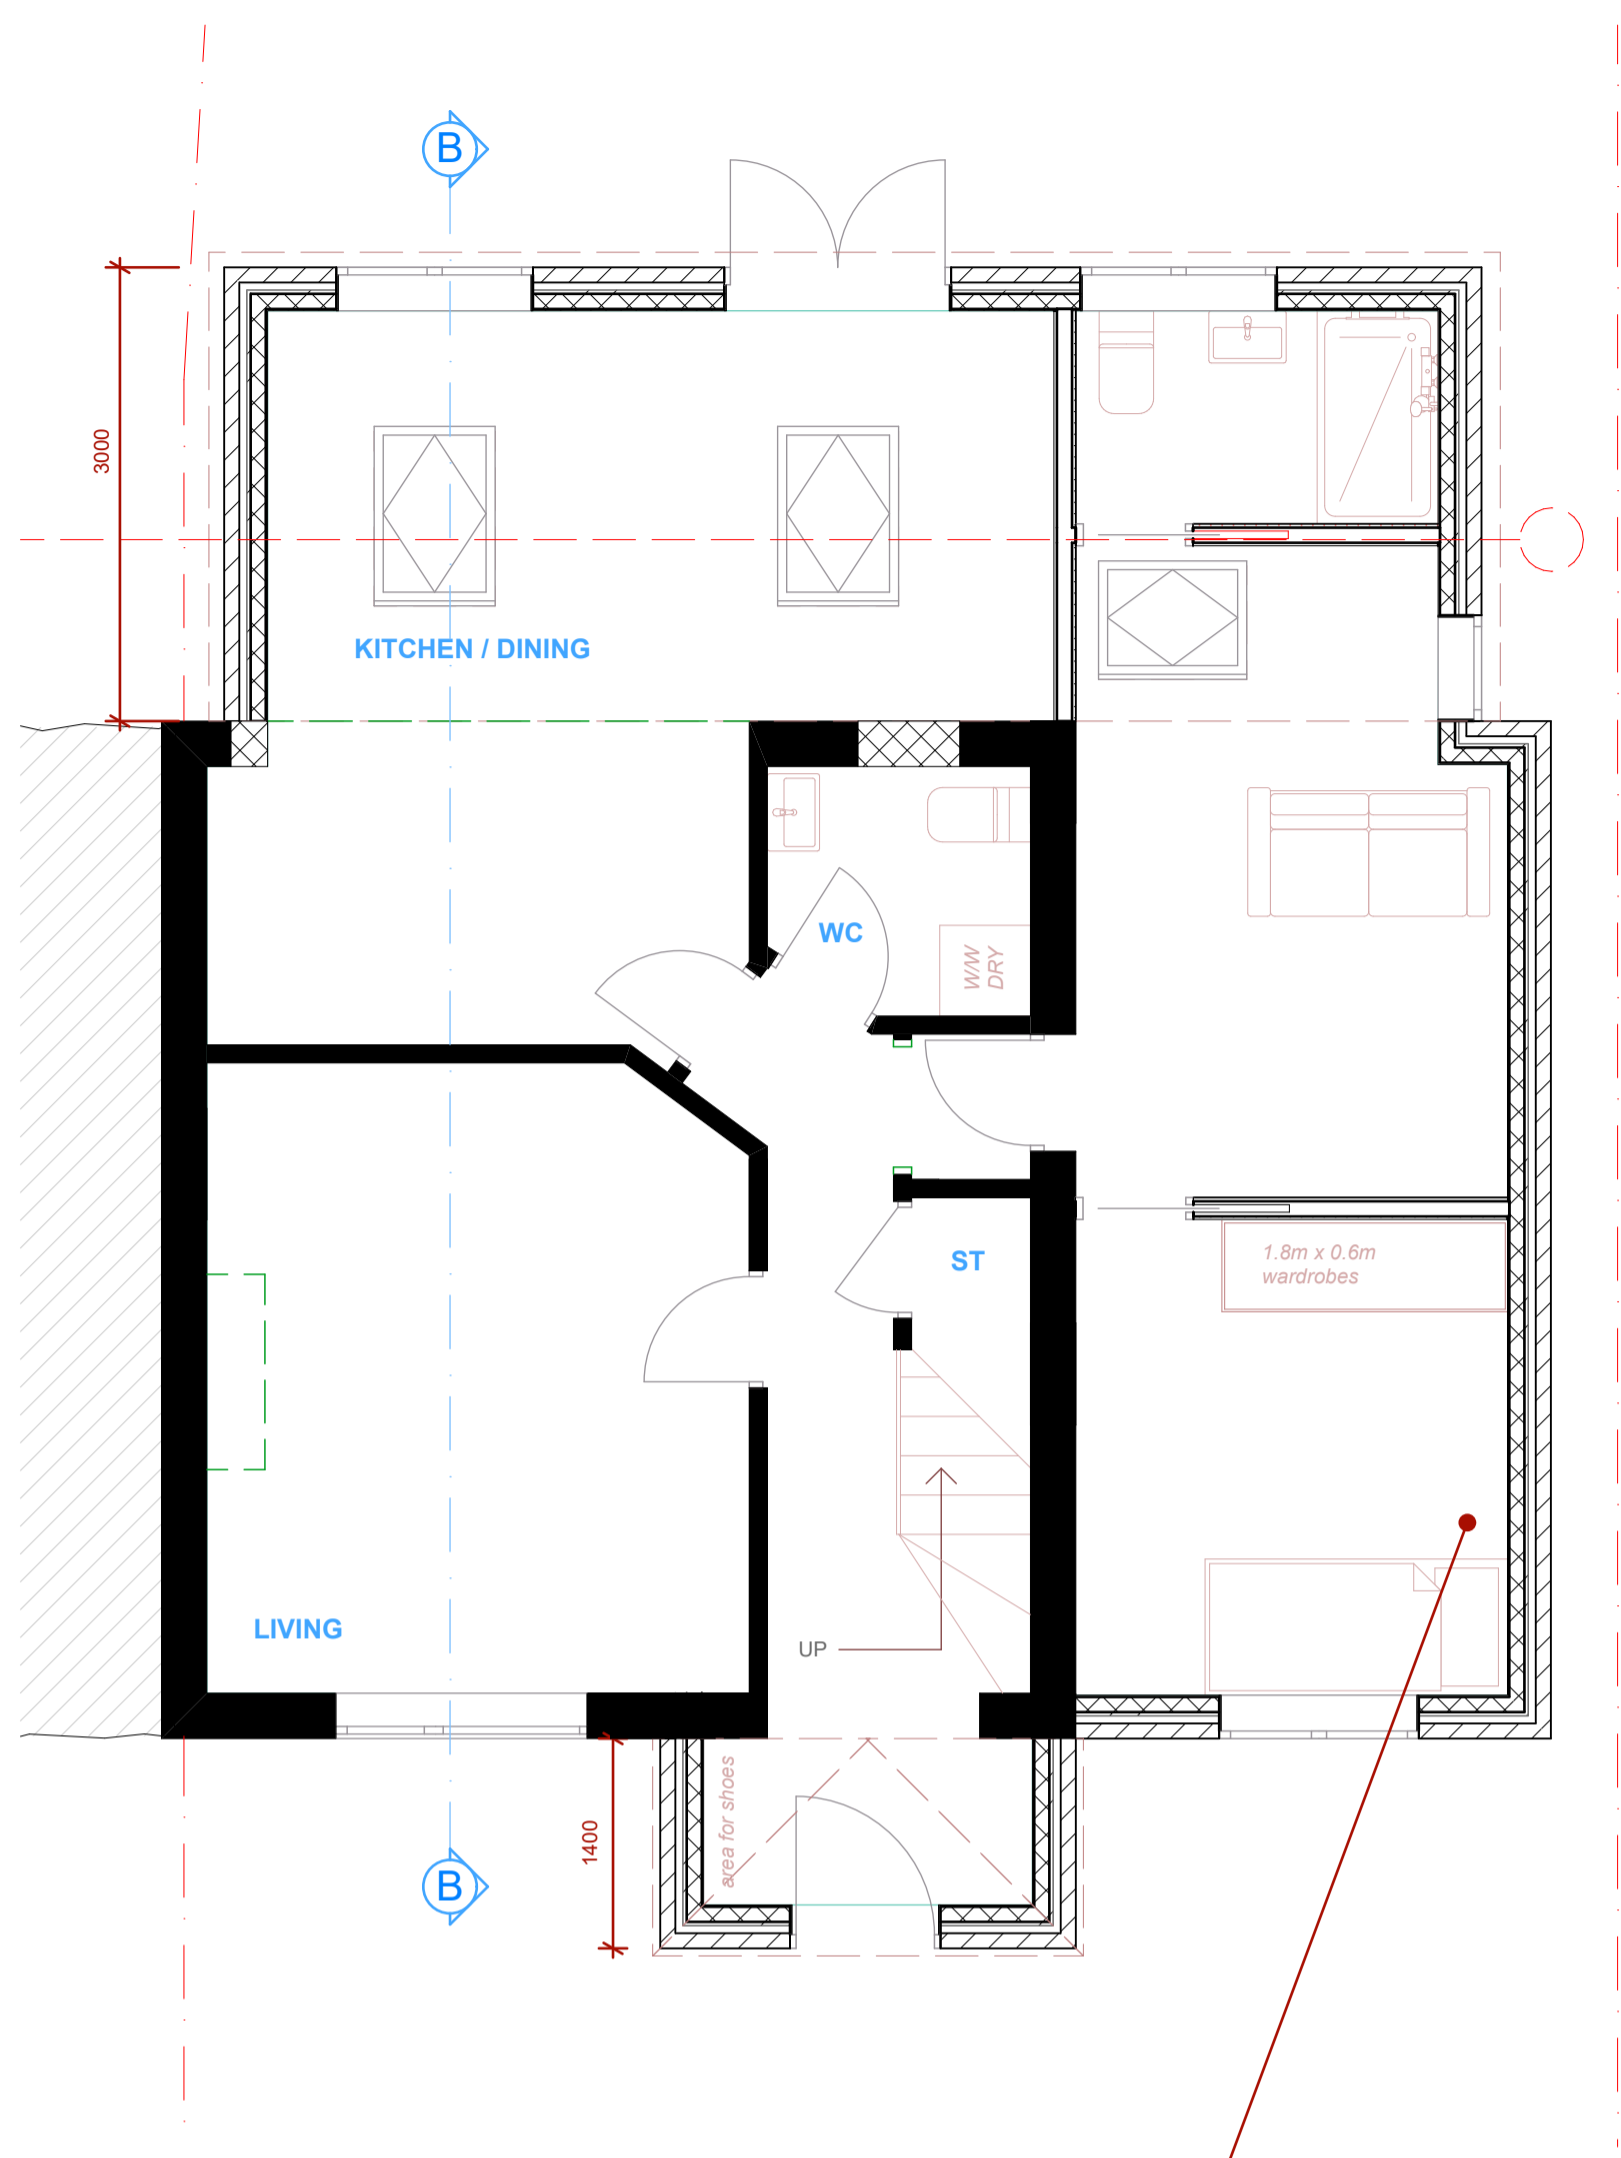 B
3000
KITCHEN / DINING
WC
W/W
DRY
ST
1.8m x 0.6m
wardrobes
LIVING
UP
area for shoes
1400
B